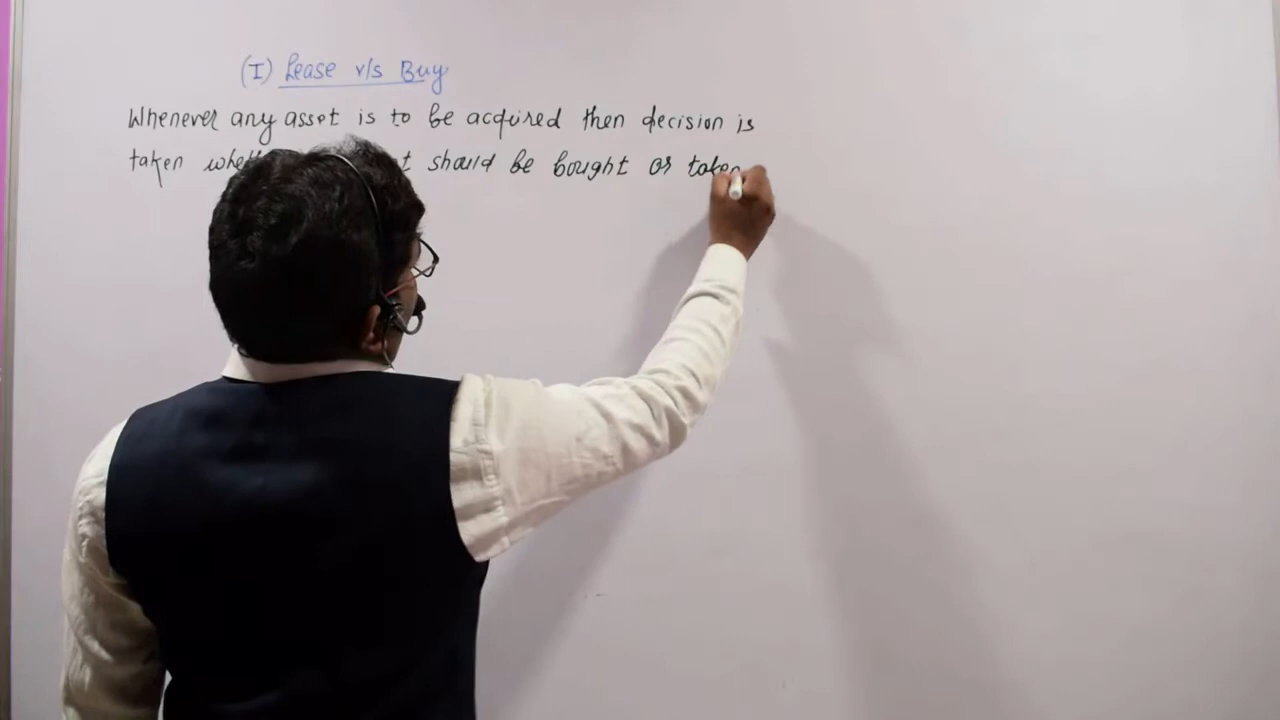 (I) Lease v/s Buy
Whenever any asset is to be acquired then decision is
taken should be bought or taken